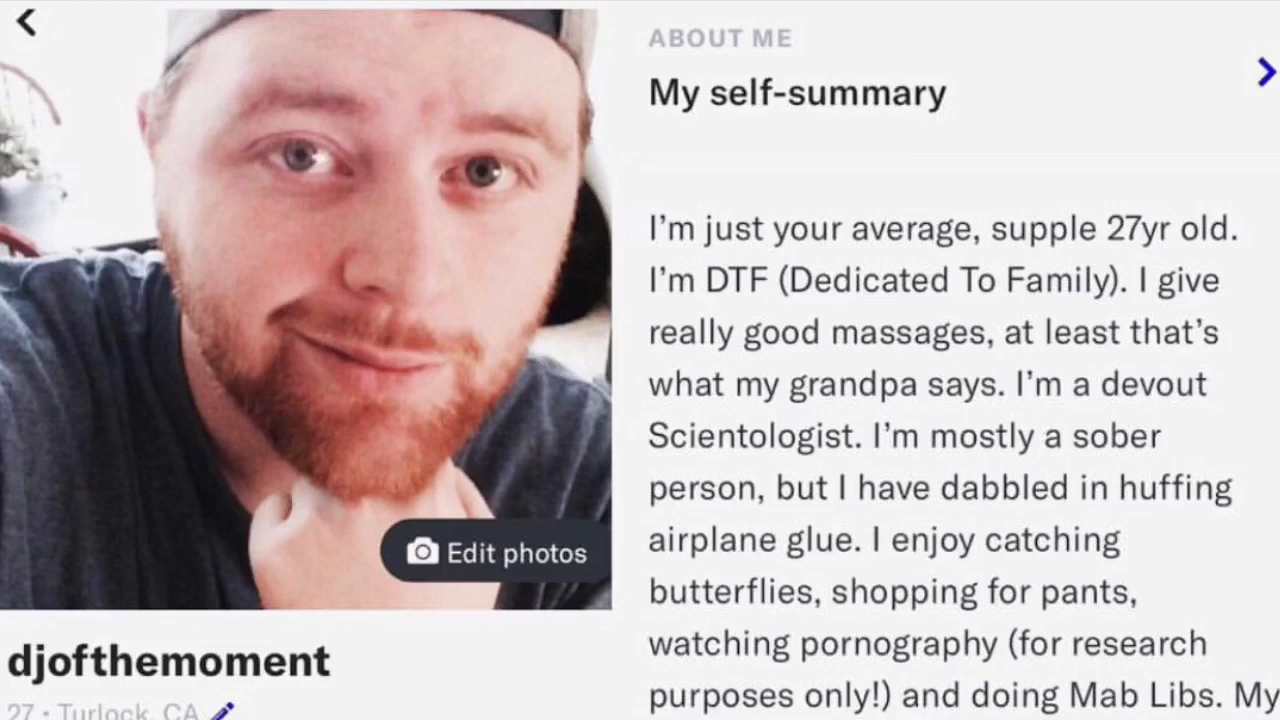 Edit photos
djofthemoment
27 · Turlock, CA
ABOUT ME
My self-summary
I'm just your average, supple 27yr old.
I'm DTF (Dedicated To Family). I give
really good massages, at least that's
what my grandpa says. I'm a devout
Scientologist. I'm mostly a sober
person, but I have dabbled in huffing
airplane glue. I enjoy catching
butterflies, shopping for pants,
watching pornography (for research
purposes only!) and doing Mab Libs. My